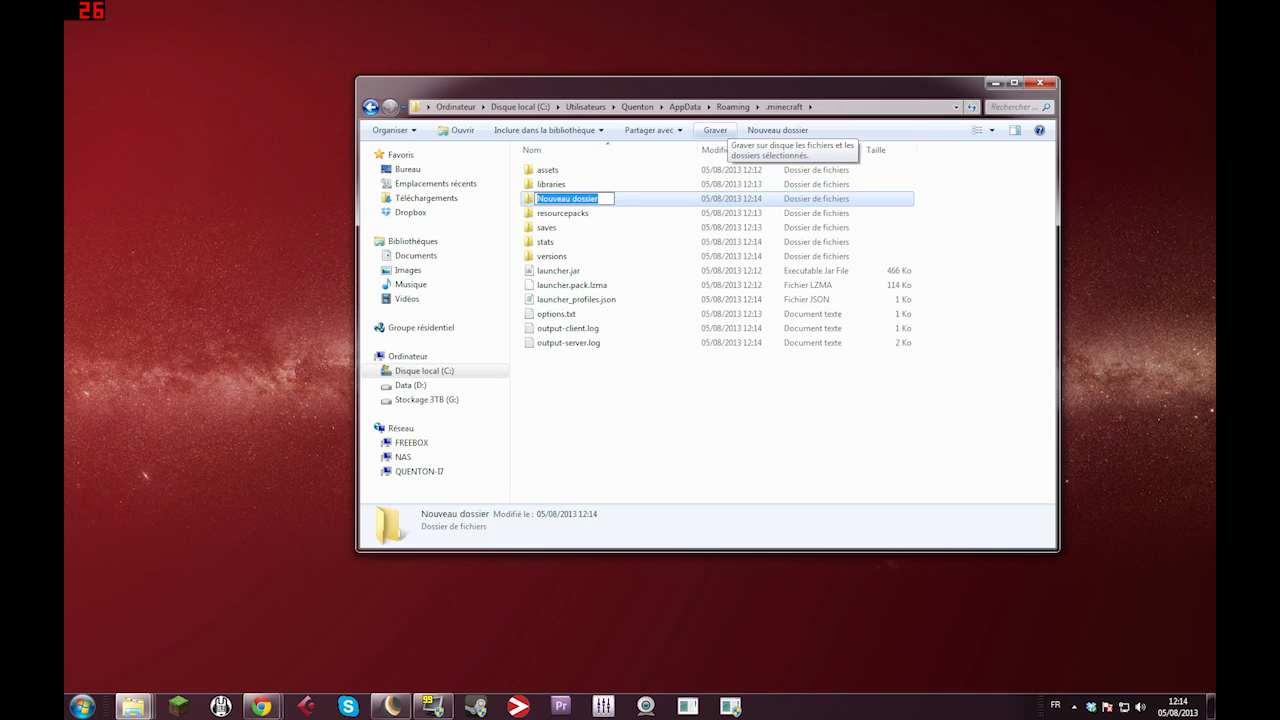 26
Ordinateur Disque local (C:) Utilisateurs Quenton AppData Roaming .minecraft Rechercher ...
Organiser Ouvrir Inclure dans la bibliothèque Partager avec Graver Nouveau dossier
Graver sur disque les fichiers et les
dossiers sélectionnés.
Nom Modifi Taille
Favoris
Bureau
Emplacements récents
Téléchargements
Dropbox
Bibliothèques
Documents
Images
Musique
Vidéos
Groupe résidentiel
Ordinateur
Disque local (C:)
Data (D:)
Stockage 3TB (G:)
Réseau
FREEBOX
NAS
QUENTON-I7
assets 05/08/2013 12:12 Dossier de fichiers
libraries 05/08/2013 12:13 Dossier de fichiers
Nouveau dossier 05/08/2013 12:14 Dossier de fichiers
resourcepacks 05/08/2013 12:13 Dossier de fichiers
saves 05/08/2013 12:13 Dossier de fichiers
stats 05/08/2013 12:14 Dossier de fichiers
versions 05/08/2013 12:14 Dossier de fichiers
launcher.jar 05/08/2013 12:12 Executable Jar File 466 Ko
launcher.pack.lzma 05/08/2013 12:12 Fichier LZMA 114 Ko
launcher_profiles.json 05/08/2013 12:14 Fichier JSON 1 Ko
options.txt 05/08/2013 12:13 Document texte 1 Ko
output-client.log 05/08/2013 12:14 Document texte 1 Ko
output-server.log 05/08/2013 12:14 Document texte 2 Ko
Nouveau dossier Modifié le : 05/08/2013 12:14
Dossier de fichiers
99
Pr
FR
12:14
05/08/2013